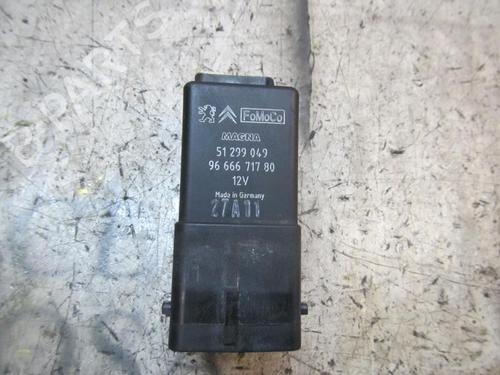 FoMoCo
MAGNA
51 299 049
96 666 717 80
12V
Made in Germany
27A11